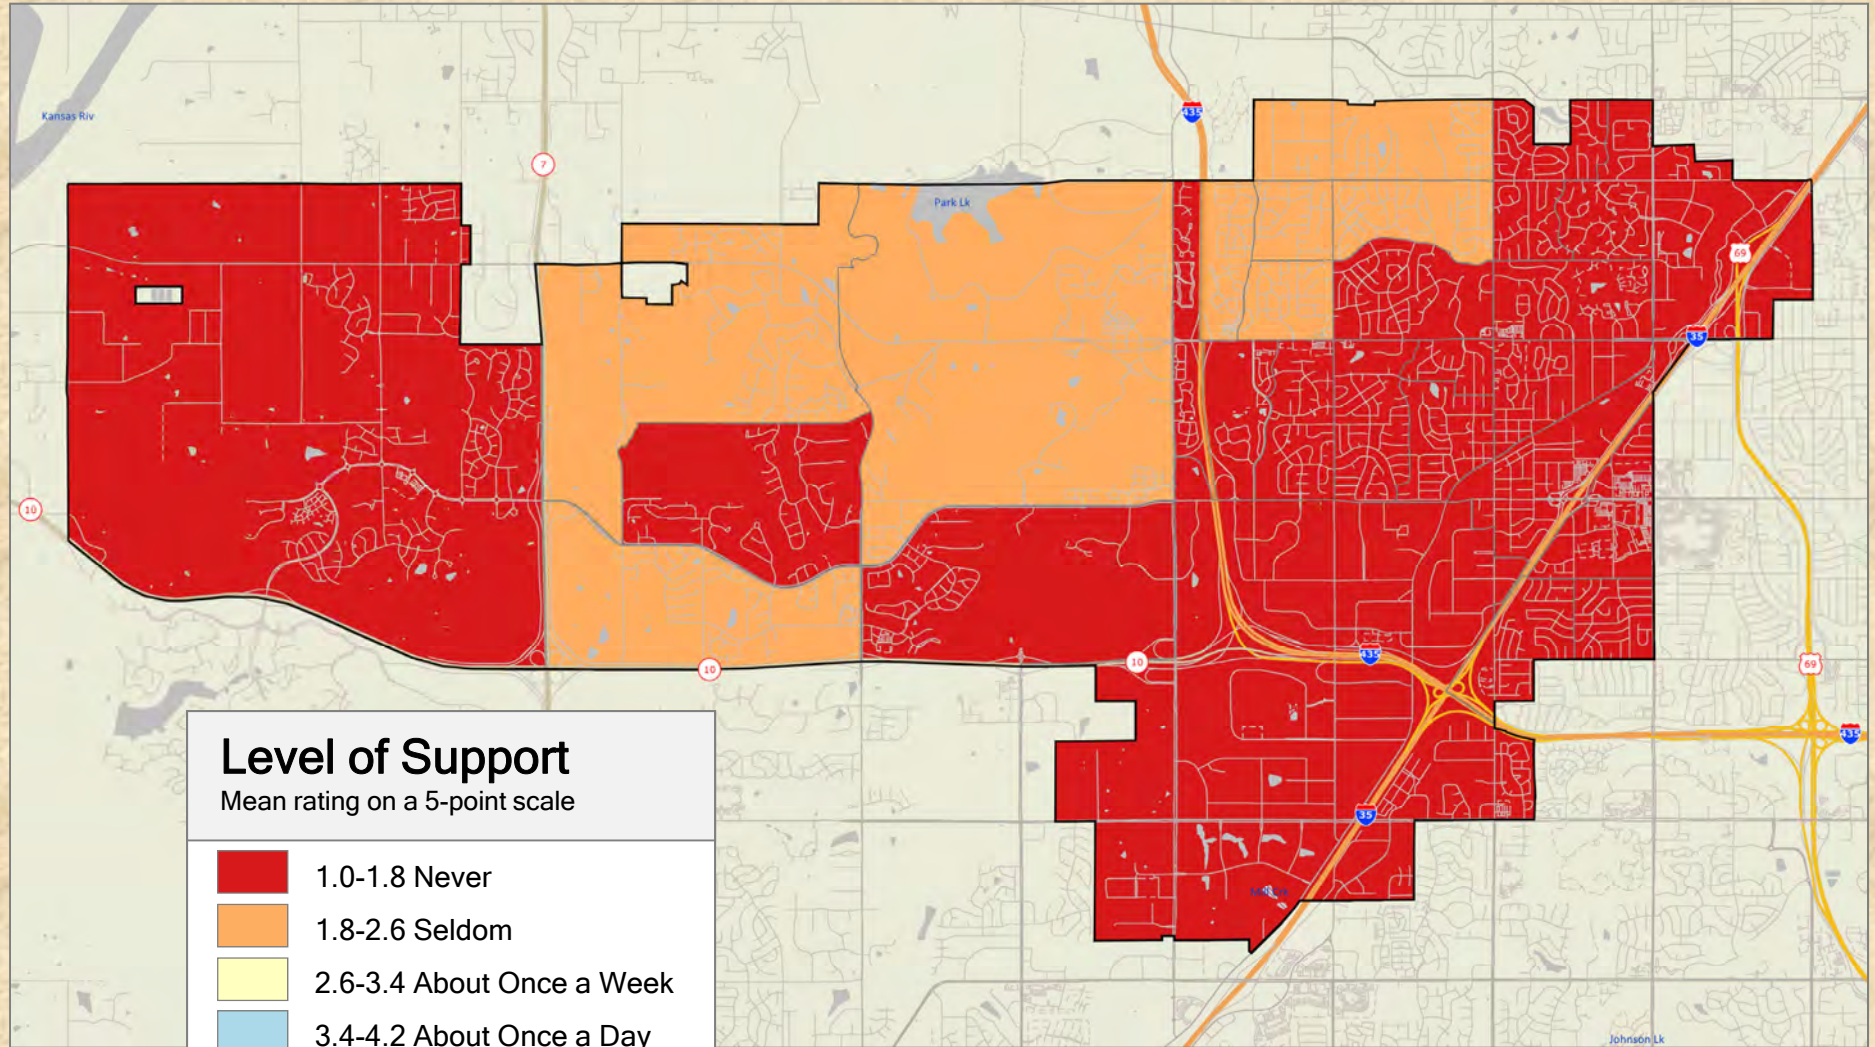 435
Kansas Riv
7
Park Lk
69
35
10
435
10
10
69
435
35
Johnson Lk
Level of Support
Mean rating on a 5-point scale
1.0-1.8 Never
1.8-2.6 Seldom
2.6-3.4 About Once a Week
3.4-4.2 About Once a Day